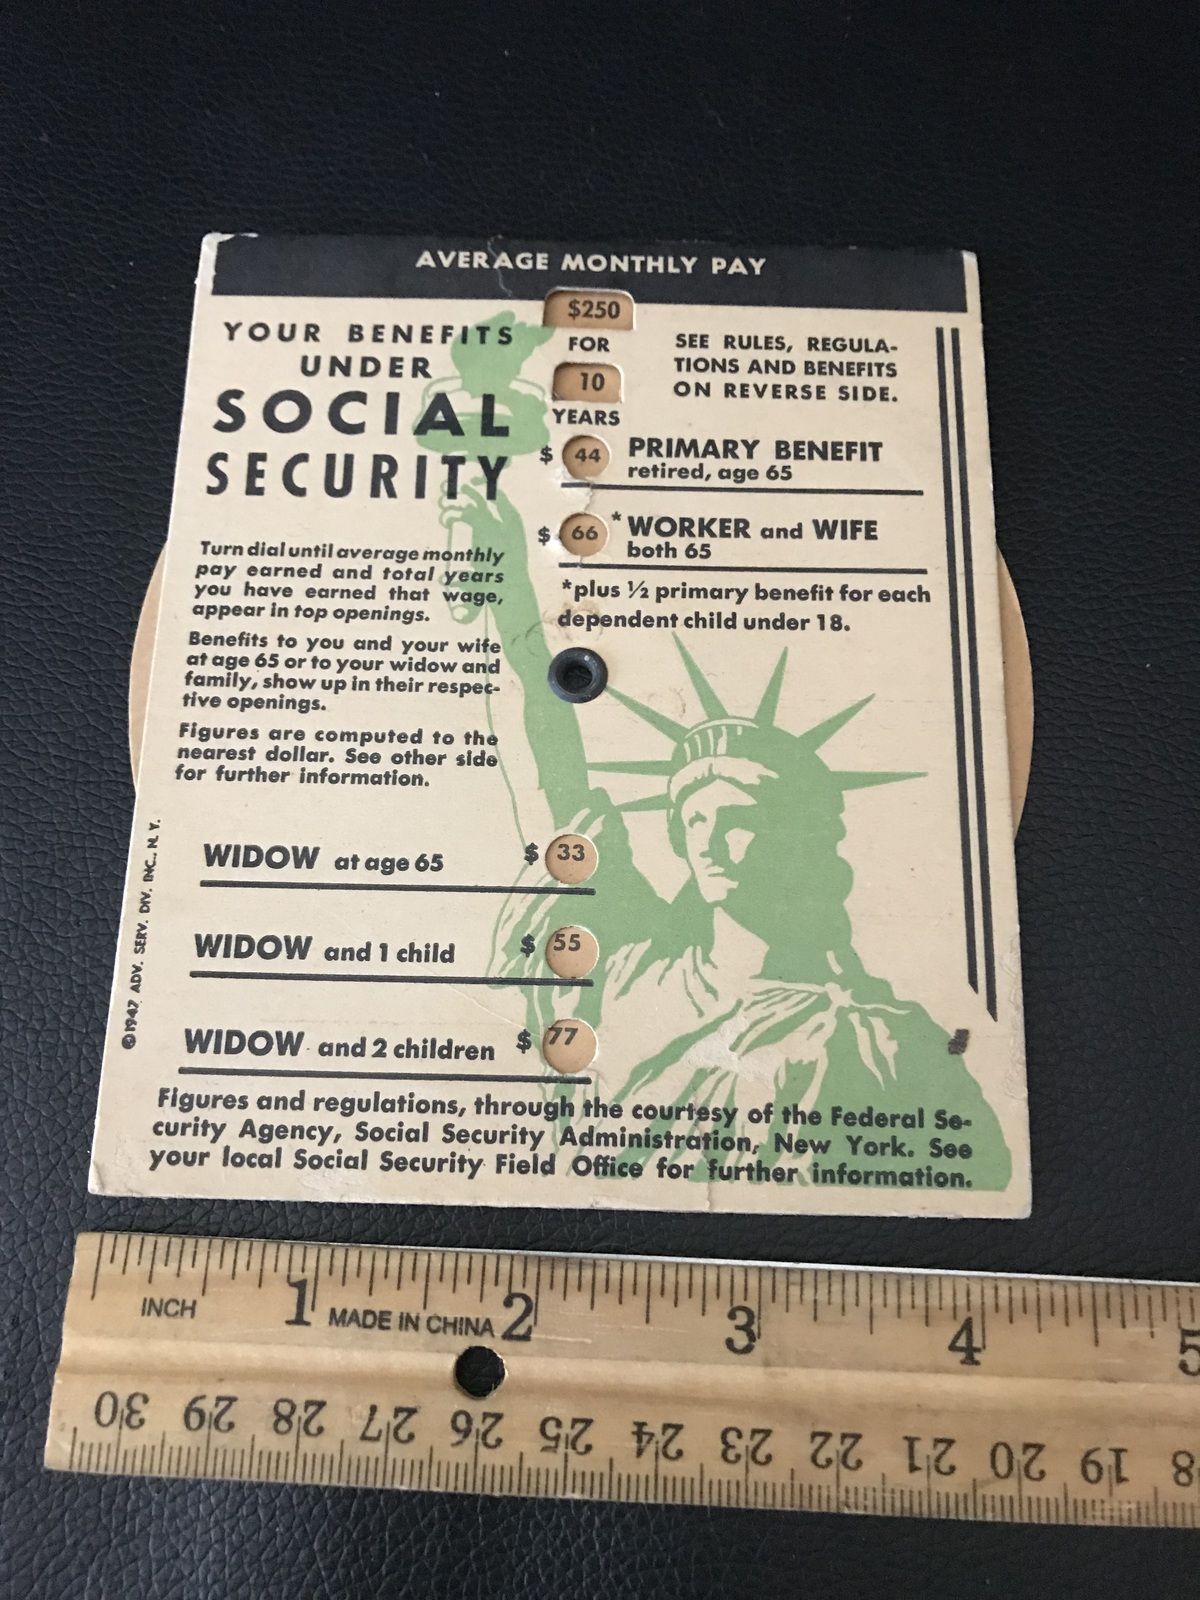 AVERAGE MONTHLY PAY
$250
FOR
10
YEARS
YOUR BENEFITS
UNDER
SOCIAL
SECURITY
SEE RULES, REGULA-
TIONS AND BENEFITS
ON REVERSE SIDE.
$ 44 PRIMARY BENEFIT
retired, age 65
$ 66 *WORKER and WIFE
both 65
*plus ½ primary benefit for each
dependent child under 18.
Turn dial until average monthly
pay earned and total years
you have earned that wage,
appear in top openings.
Benefits to you and your wife
at age 65 or to your widow and
family, show up in their respec-
tive openings.
Figures are computed to the
nearest dollar. See other side
for further information.
WIDOW at age 65 $ 33
WIDOW and 1 child $ 55
WIDOW and 2 children $ 77
©1947 ADV. SERV. DIV. INC., N. Y.
Figures and regulations, through the courtesy of the Federal Se-
curity Agency, Social Security Administration, New York. See
your local Social Security Field Office for further information.
INCH 1 MADE IN CHINA 2 3 4 5
30 29 28 27 26 25 24 23 22 21 20 19 18